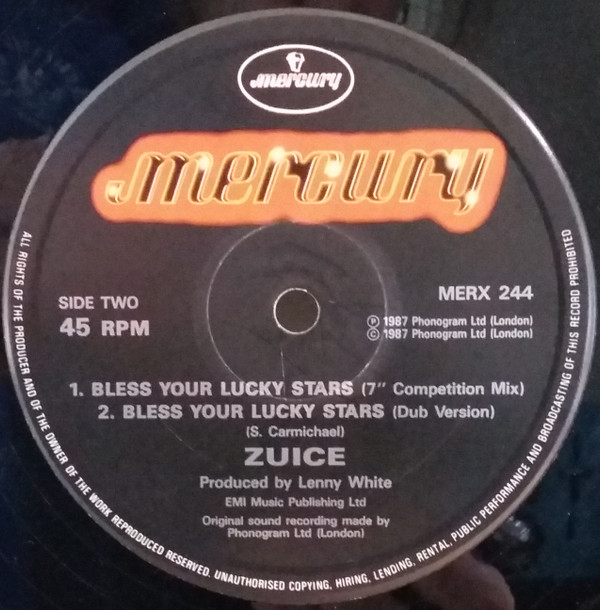 mercury
mercury
SIDE TWO
45 RPM
MERX 244
℗ 1987 Phonogram Ltd (London)
© 1987 Phonogram Ltd (London)
1. BLESS YOUR LUCKY STARS (7″ Competition Mix)
2. BLESS YOUR LUCKY STARS (Dub Version)
(S. Carmichael)
ZUICE
Produced by Lenny White
EMI Music Publishing Ltd
Original sound recording made by
Phonogram Ltd (London)
ALL RIGHTS OF THE PRODUCER AND OF THE OWNER OF THE WORK REPRODUCED RESERVED. UNAUTHORISED COPYING, HIRING, LENDING, RENTAL, PUBLIC PERFORMANCE AND BROADCASTING OF THIS RECORD PROHIBITED